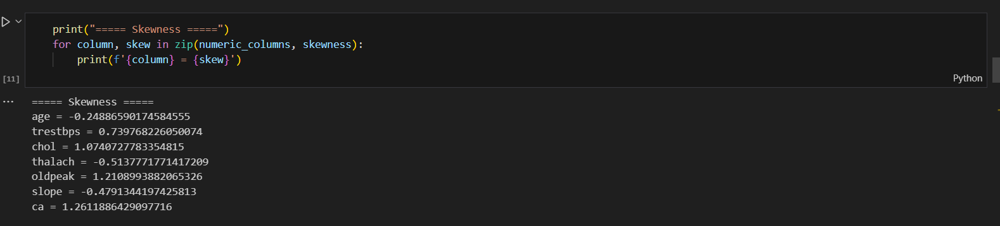 print("===== Skewness =====")
for column, skew in zip(numeric_columns, skewness):
    print(f'{column} = {skew}')
[11]
Python
===== Skewness =====
age = -0.24886590174584555
trestbps = 0.739768226050074
chol = 1.0740727783354815
thalach = -0.5137771771417209
oldpeak = 1.2108993882065326
slope = -0.4791344197425813
ca = 1.2611886429097716